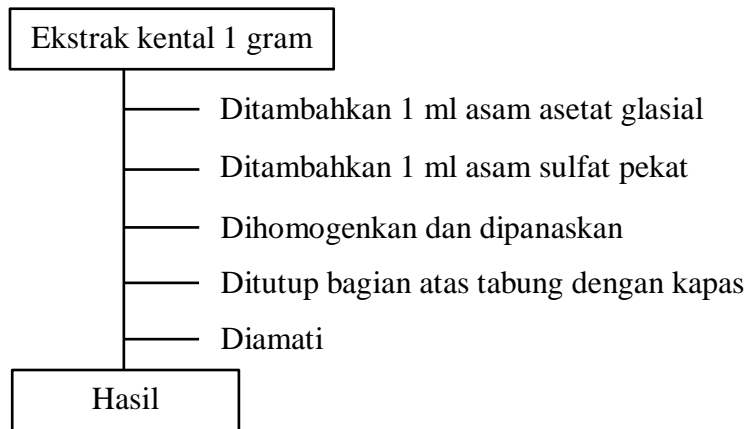 Ekstrak kental 1 gram
Ditambahkan 1 ml asam asetat glasial
Ditambahkan 1 ml asam sulfat pekat
Dihomogenkan dan dipanaskan
Ditutup bagian atas tabung dengan kapas
Diamati
Hasil